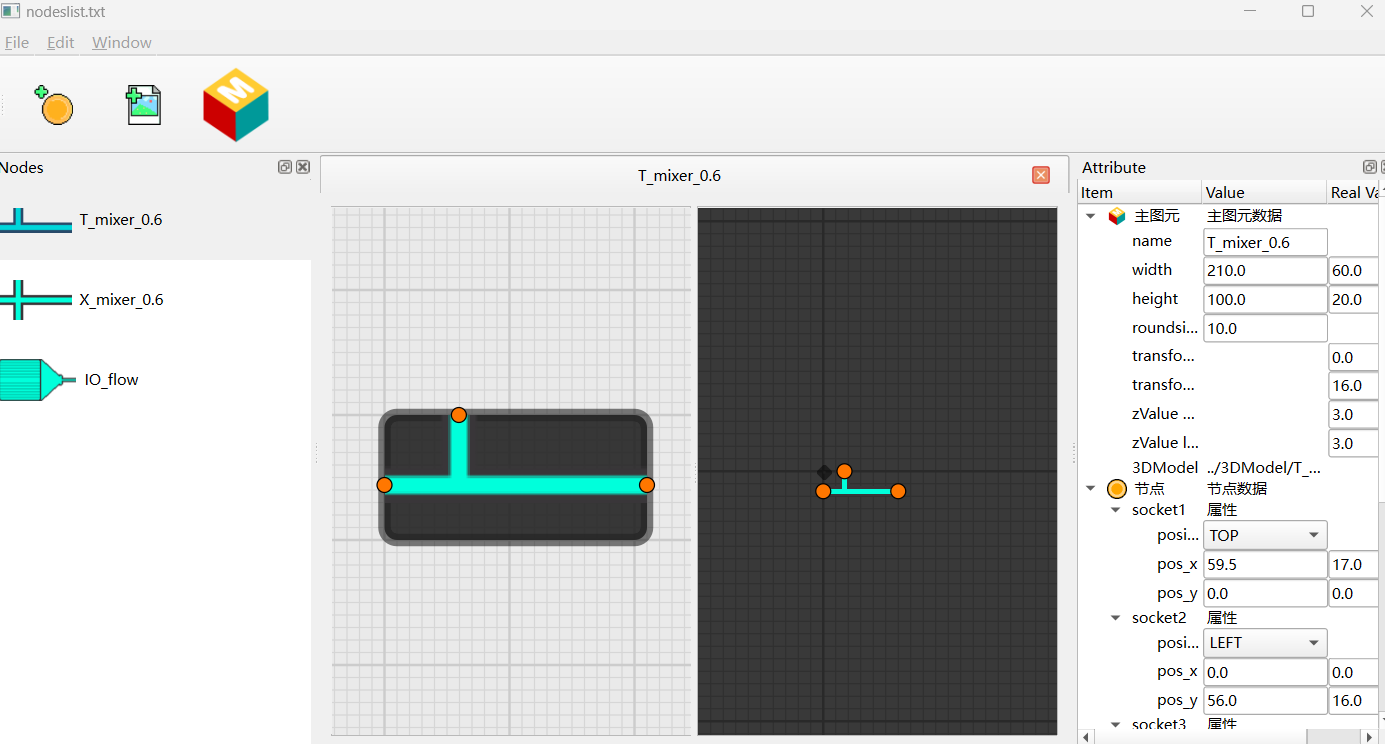 nodeslist.txt
File Edit Window
M
Nodes
T_mixer_0.6
X_mixer_0.6
IO_flow
T_mixer_0.6
Attribute
Item Value Real Va
主图元 主图元数据
name T_mixer_0.6
width 210.0 60.0
height 100.0 20.0
roundsi... 10.0
transfo... 0.0
transfo... 16.0
zValue ... 3.0
zValue l... 3.0
3DModel ../3DModel/T_...
节点 节点数据
socket1 属性
posi... TOP
pos_x 59.5 17.0
pos_y 0.0 0.0
socket2 属性
posi... LEFT
pos_x 0.0 0.0
pos_y 56.0 16.0
socket3 属性